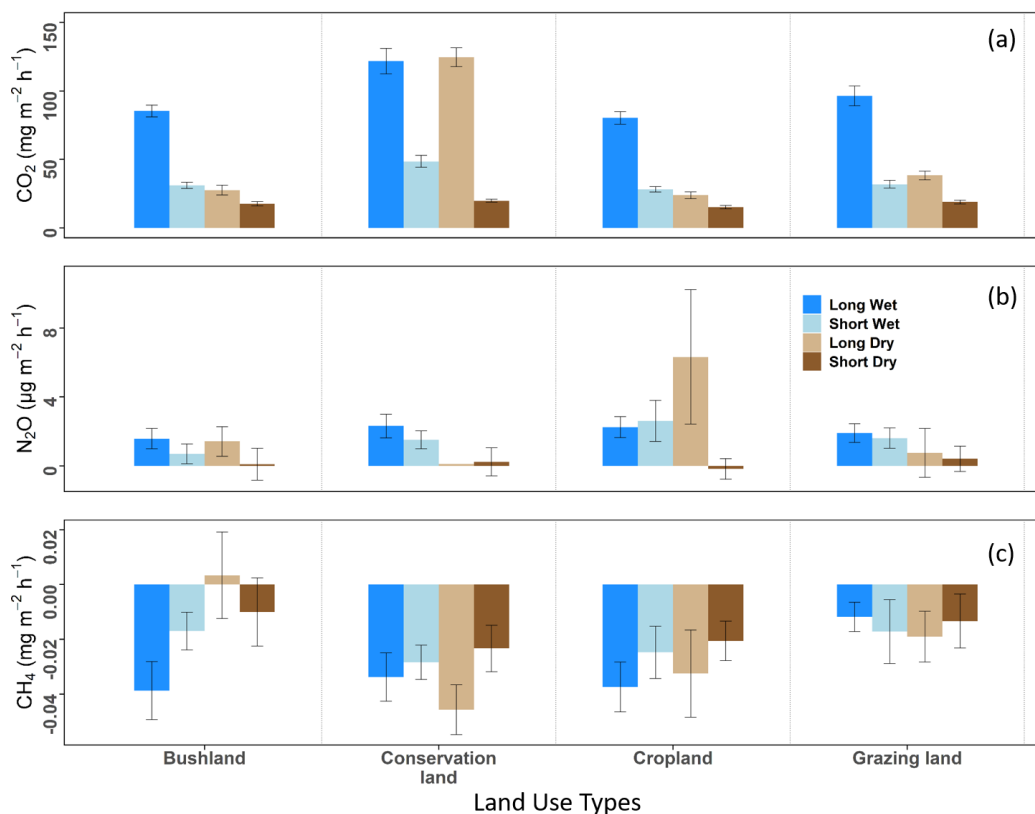 (a)
CO₂ (mg m⁻² h⁻¹)
150
100
50
0
(b)
N₂O (µg m⁻² h⁻¹)
8
4
0
Long Wet
Short Wet
Long Dry
Short Dry
(c)
CH₄ (mg m⁻² h⁻¹)
0.02
0.00
-0.02
-0.04
Bushland
Conservation
land
Cropland
Grazing land
Land Use Types